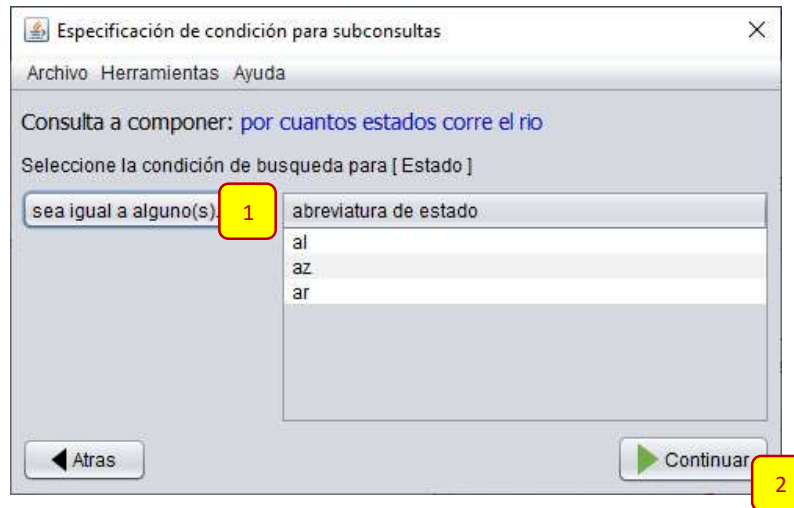 Especificación de condición para subconsultas
Archivo Herramientas Ayuda
Consulta a componer: por cuantos estados corre el rio
Seleccione la condición de busqueda para [ Estado ]
sea igual a alguno(s). 1 abreviatura de estado
al
az
ar
Atras Continuar
2